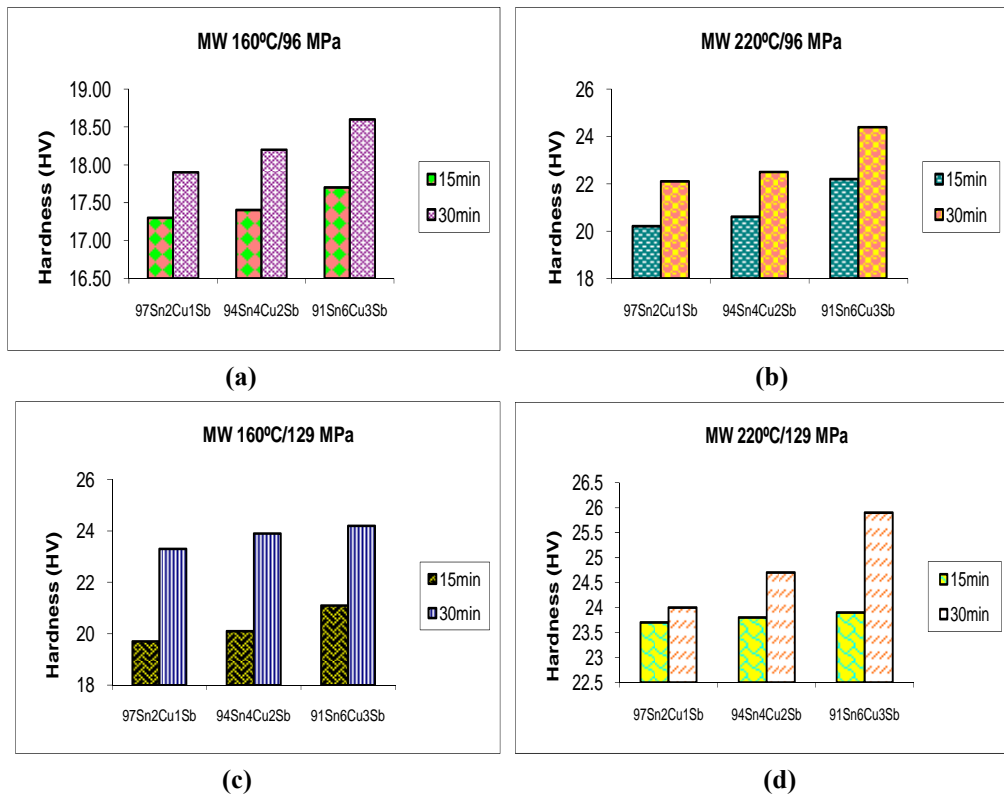 MW 160ºC/96 MPa
Hardness (HV)
19.00
18.50
18.00
17.50
17.00
16.50
97Sn2Cu1Sb 94Sn4Cu2Sb 91Sn6Cu3Sb
15min
30min
(a)
MW 220ºC/96 MPa
Hardness (HV)
26
24
22
20
18
97Sn2Cu1Sb 94Sn4Cu2Sb 91Sn6Cu3Sb
15min
30min
(b)
MW 160ºC/129 MPa
Hardness (HV)
26
24
22
20
18
97Sn2Cu1Sb 94Sn4Cu2Sb 91Sn6Cu3Sb
15min
30min
(c)
MW 220ºC/129 MPa
Hardness (HV)
26.5
26
25.5
25
24.5
24
23.5
23
22.5
97Sn2Cu1Sb 94Sn4Cu2Sb 91Sn6Cu3Sb
15min
30min
(d)